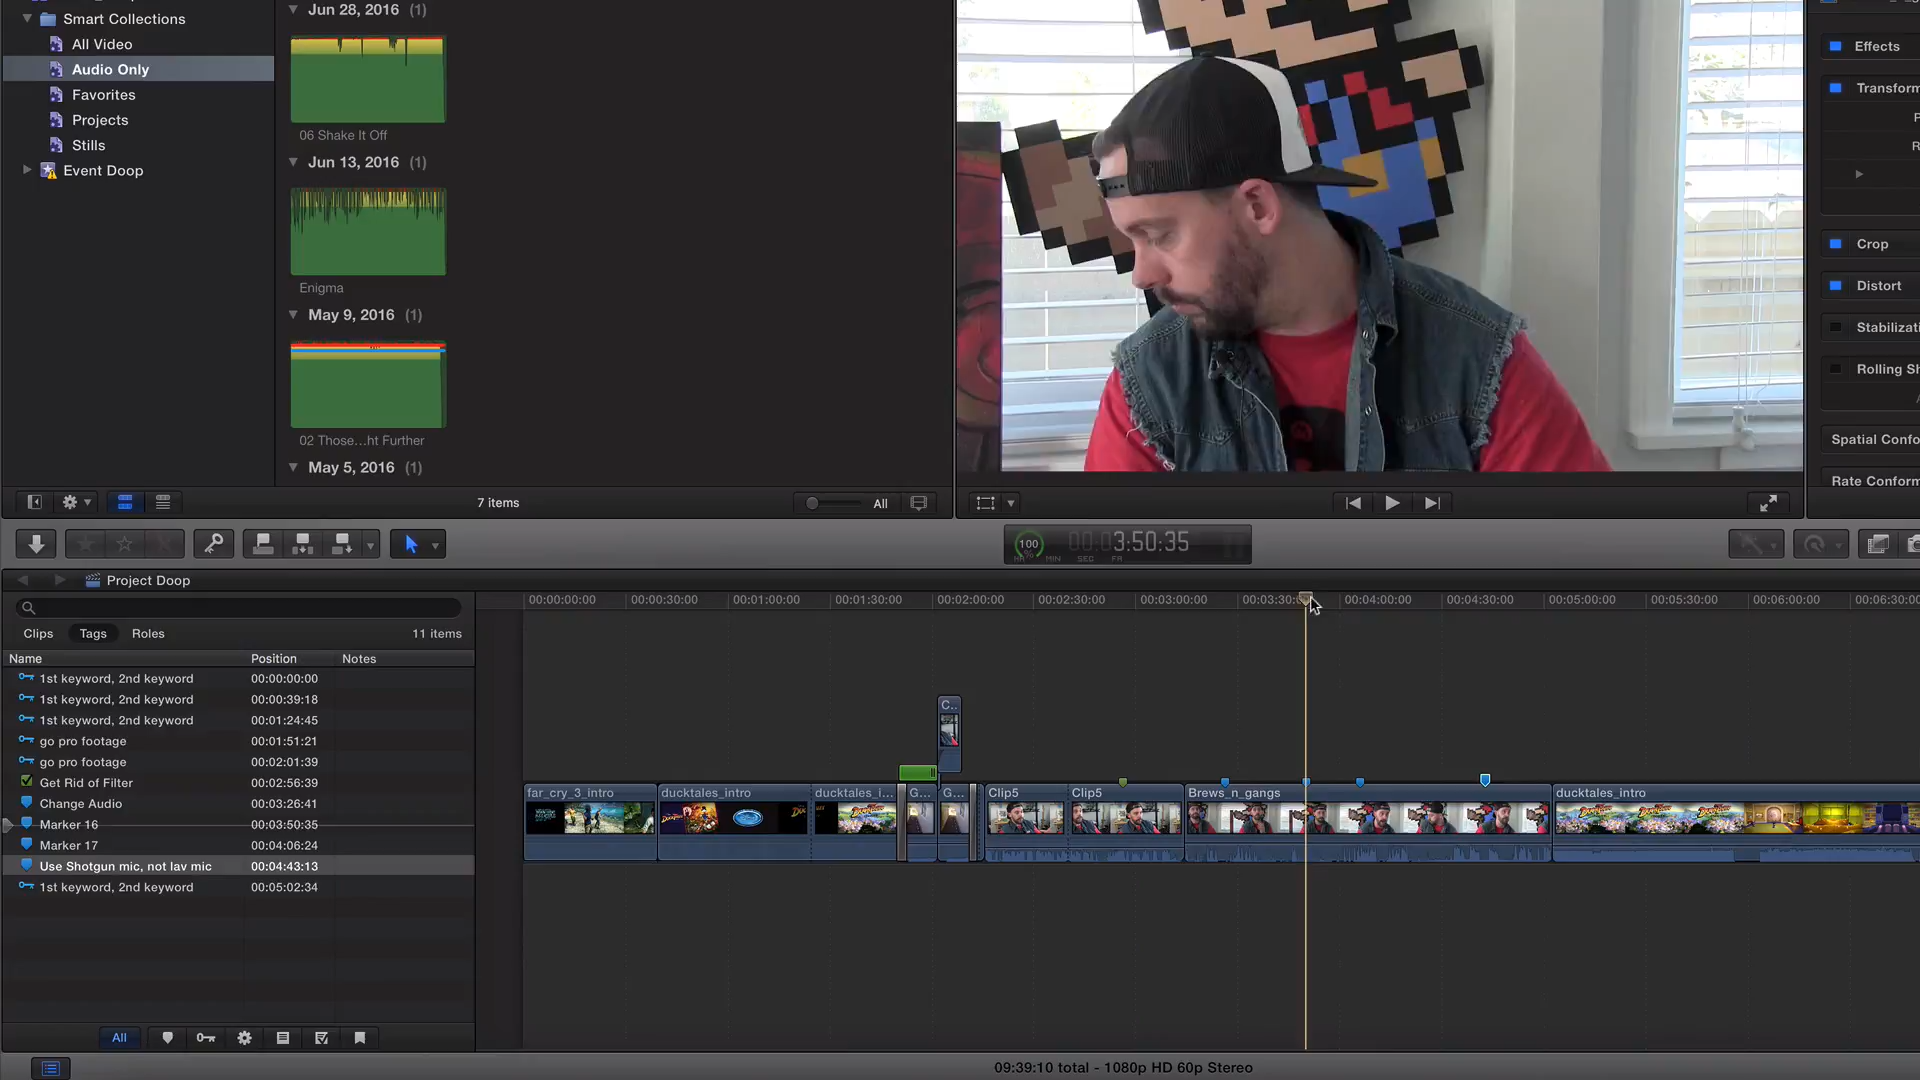 Smart Collections
All Video
Audio Only
Favorites
Projects
Stills
Event Doop
Jun 28, 2016 (1)
06 Shake It Off
Jun 13, 2016 (1)
Enigma
May 9, 2016 (1)
02 Those...ht Further
May 5, 2016 (1)
7 items
All
Effects
Transform
P
R
Crop
Distort
Stabilizati
Rolling Sh
Spatial Confo
Rate Conform
100
%
00:03:50:35
HR MIN SEC FR
Project Doop
Clips Tags Roles 11 items
Name Position Notes
1st keyword, 2nd keyword 00:00:00:00
1st keyword, 2nd keyword 00:00:39:18
1st keyword, 2nd keyword 00:01:24:45
go pro footage 00:01:51:21
go pro footage 00:02:01:39
Get Rid of Filter 00:02:56:39
Change Audio 00:03:26:41
Marker 16 00:03:50:35
Marker 17 00:04:06:24
Use Shotgun mic, not lav mic 00:04:43:13
1st keyword, 2nd keyword 00:05:02:34
All
00:00:00:00 00:00:30:00 00:01:00:00 00:01:30:00 00:02:00:00 00:02:30:00 00:03:00:00 00:03:30:0 00:04:00:00 00:04:30:00 00:05:00:00 00:05:30:00 00:06:00:00 00:06:30:00
C...
far_cry_3_intro ducktales_intro ducktales_i... G... G... Clip5 Clip5 Brews_n_gangs ducktales_intro
09:39:10 total - 1080p HD 60p Stereo